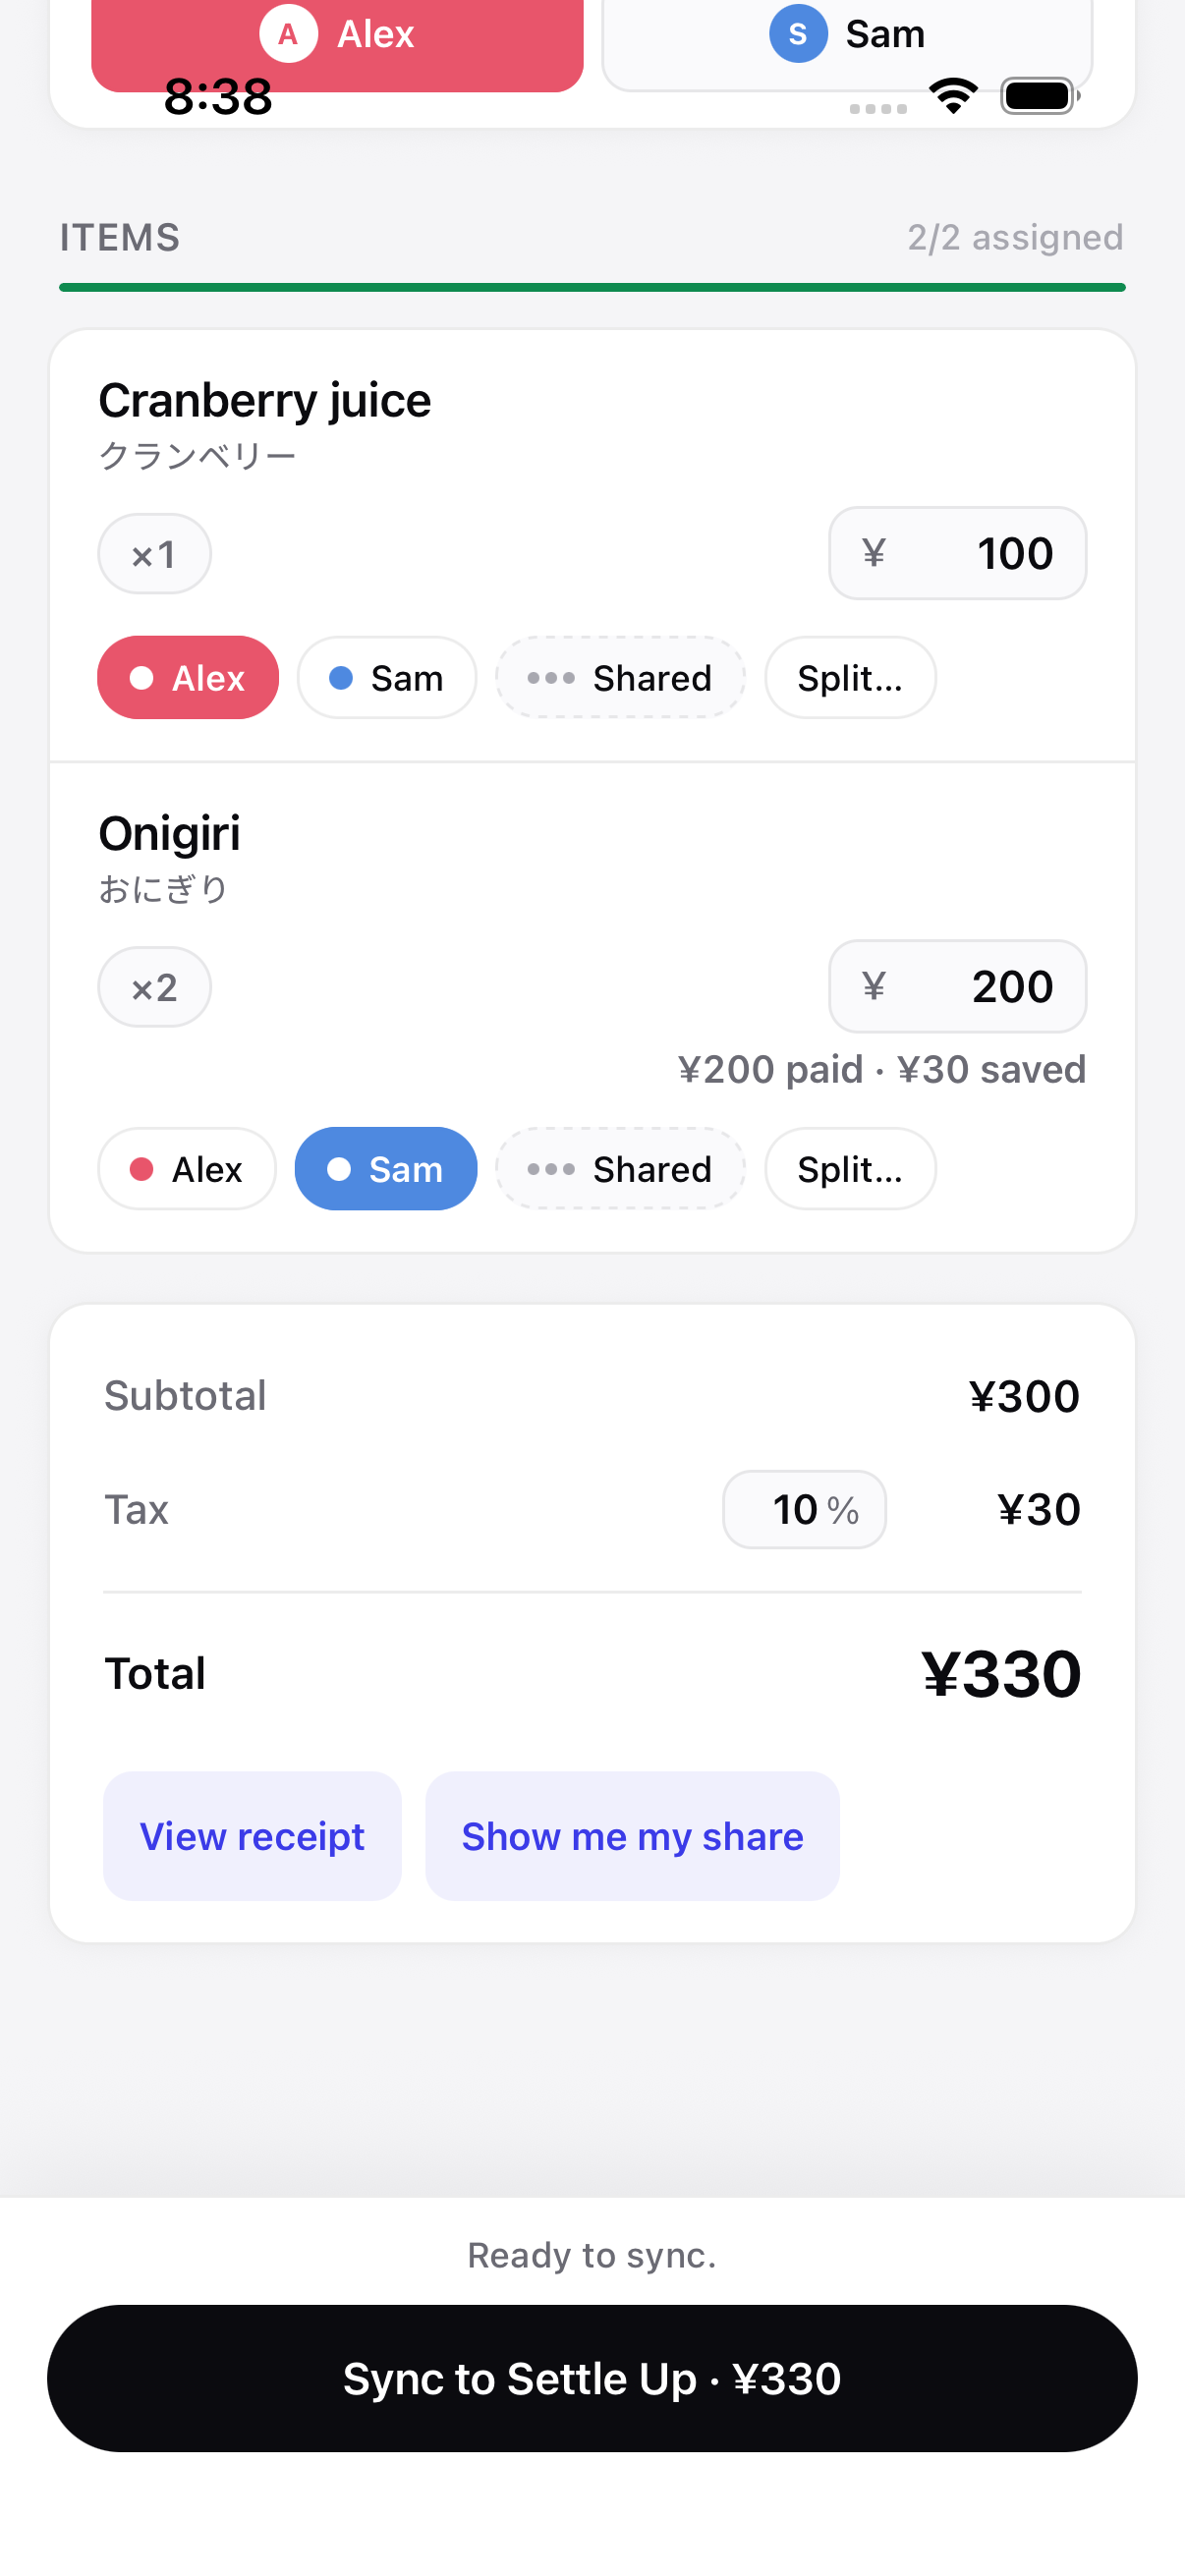 A Alex
S Sam
8:38
ITEMS
2/2 assigned
Cranberry juice
クランベリー
×1
¥ 100
Alex
Sam
Shared
Split...
Onigiri
おにぎり
×2
¥ 200
¥200 paid · ¥30 saved
Alex
Sam
Shared
Split...
Subtotal ¥300
Tax 10 % ¥30
Total ¥330
View receipt
Show me my share
Ready to sync.
Sync to Settle Up · ¥330